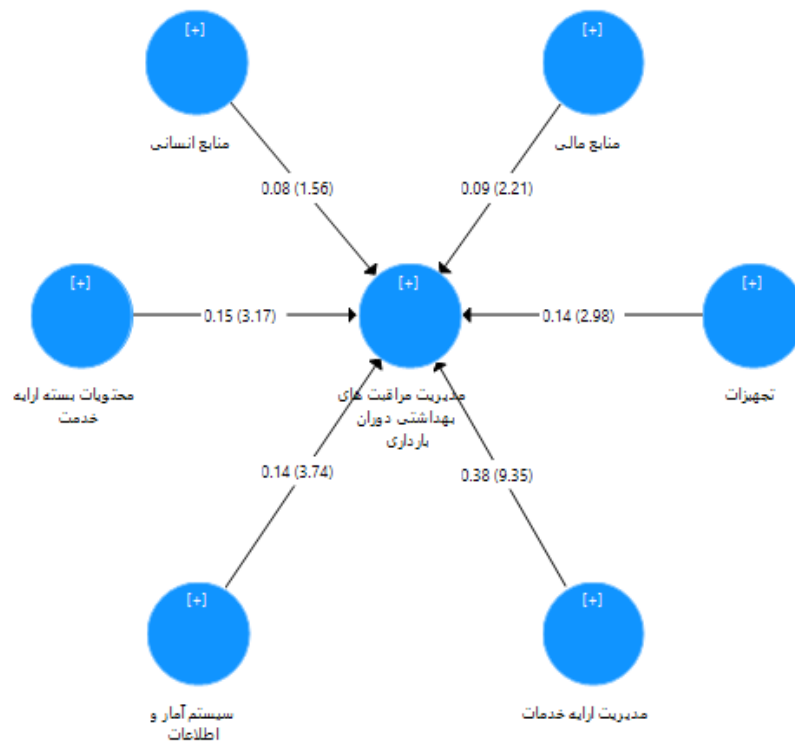 [+]
[+]
منابع انسانی
منابع مالی
0.08 (1.56)
0.09 (2.21)
[+]
[+]
[+]
0.15 (3.17)
0.14 (2.98)
محتویات بسته ارایه
خدمت
مدیریت مراقبت های
بهداشتی دوران
بارداری
تجهیزات
0.14 (3.74)
0.38 (9.35)
[+]
[+]
سیستم آمار و
اطلاعات
مدیریت ارایه خدمات